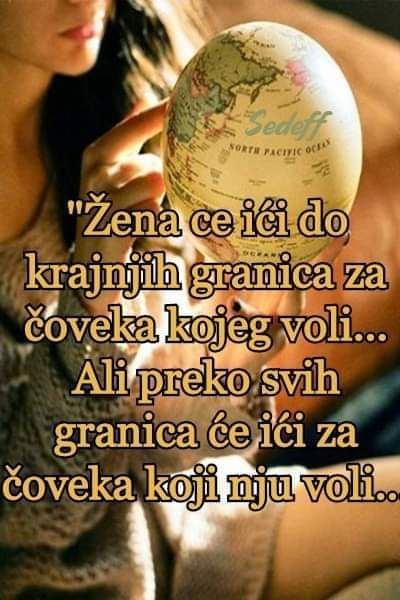 Sedeff
NORTH PACIFIC OCEAN
OCEAN
"Žena ce ići do
krajnjih granica za
čoveka kojeg voli...
Ali preko svih
granica će ići za
čoveka koji nju voli...